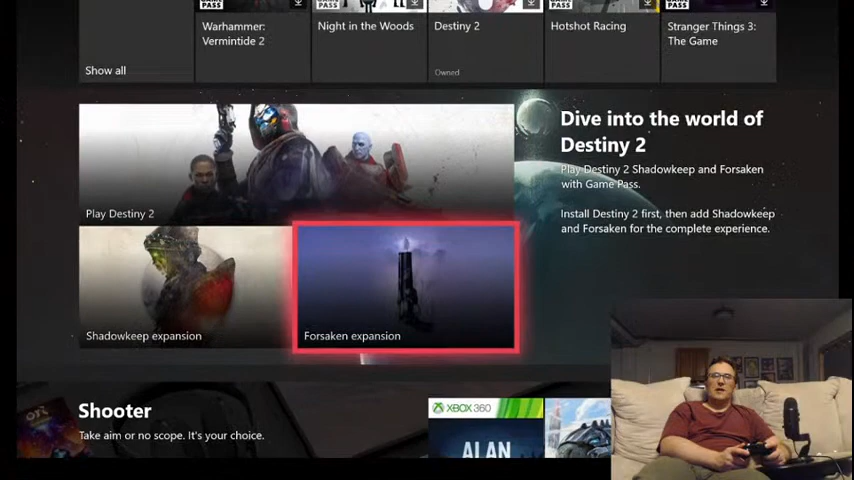 PASS
PASS
PASS
Warhammer:
Vermintide 2
Night in the Woods
Destiny 2
Hotshot Racing
Stranger Things 3:
The Game
Show all
Owned
Dive into the world of
Destiny 2
Play Destiny 2 Shadowkeep and Forsaken
with Game Pass.
Install Destiny 2 first, then add Shadowkeep
and Forsaken for the complete experience.
Play Destiny 2
Shadowkeep expansion
Forsaken expansion
Shooter
Take aim or no scope. It's your choice.
XBOX 360
ALAN